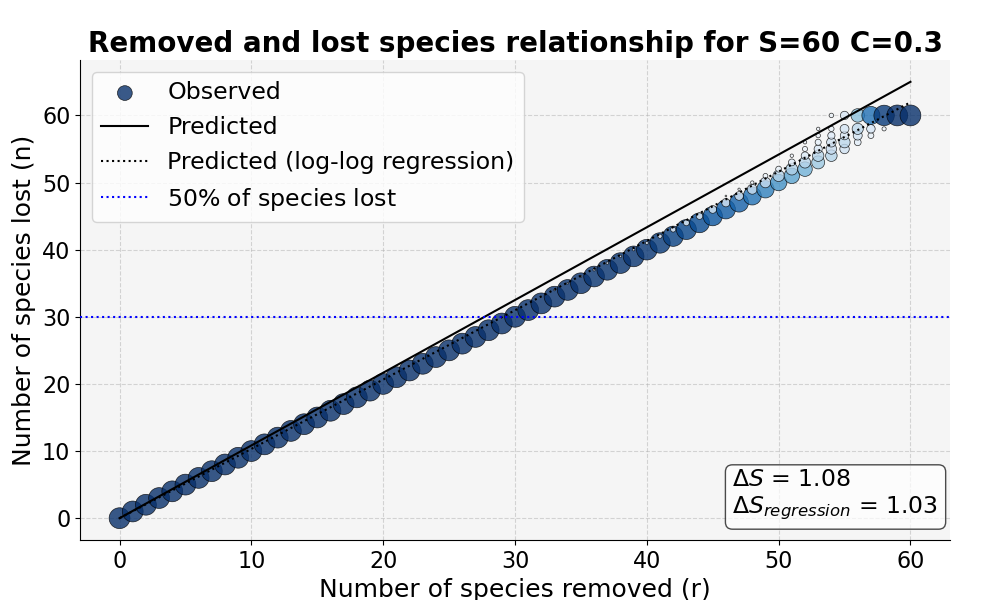 Removed and lost species relationship for S=60 C=0.3
Number of species lost (n)
60
50
40
30
20
10
0
Observed
Predicted
Predicted (log-log regression)
50% of species lost
ΔS = 1.08
ΔS_regression = 1.03
0 10 20 30 40 50 60
Number of species removed (r)